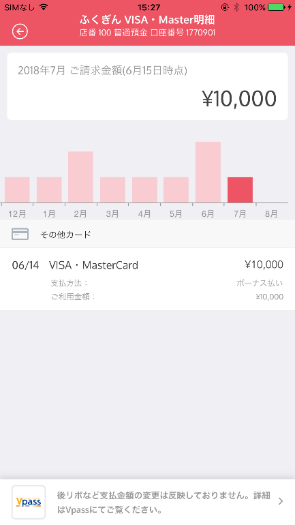 SIMなし 15:27 100%
ふくぎん VISA・Master明細
店番 100 普通預金 口座番号 1770901
2018年7月 ご請求金額(6月15日時点)
¥10,000
12月 1月 2月 3月 4月 5月 6月 7月 8月
その他カード
06/14 VISA・MasterCard ¥10,000
支払方法： ボーナス払い
ご利用金額： ¥10,000
Vpass
後リボなど支払金額の変更は反映しておりません。詳細
はVpassにてご覧ください。